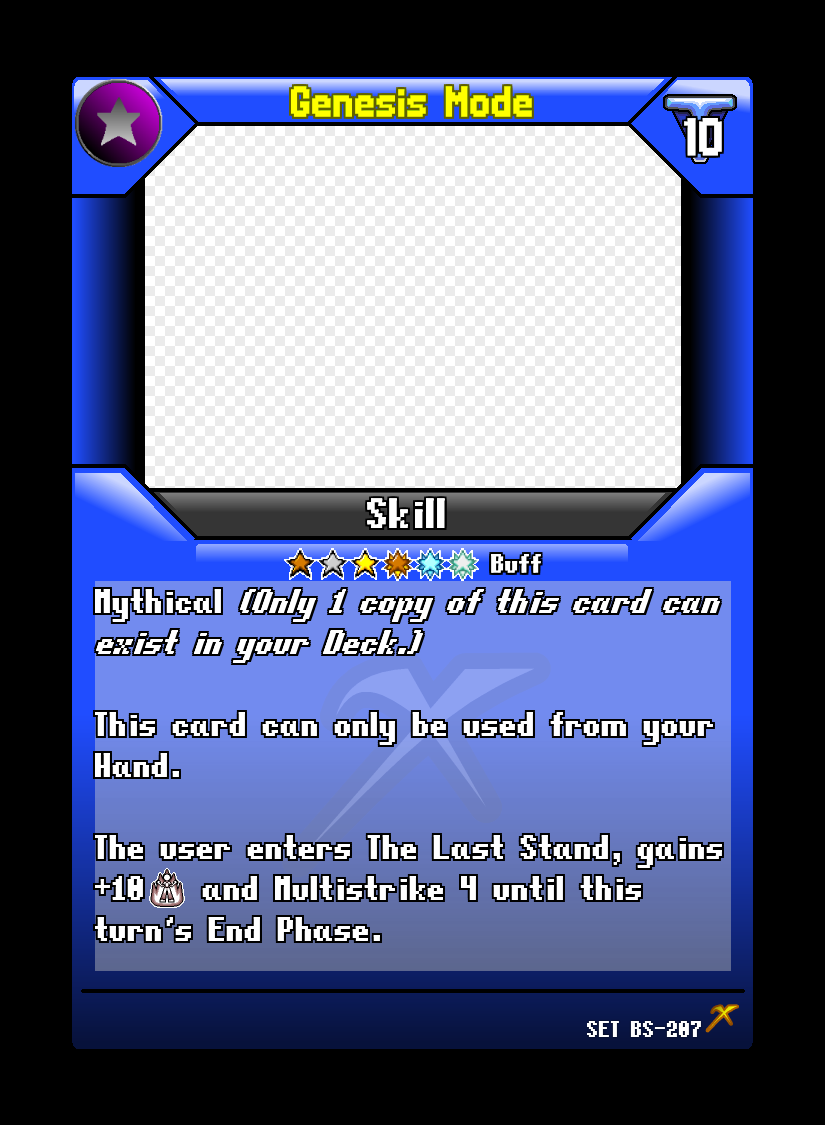 Genesis Mode
10
Skill
Buff
Mythical (Only 1 copy of this card can
exist in your Deck.)
This card can only be used from your
Hand.
The user enters The Last Stand, gains
+10 and Multistrike 4 until this
turn's End Phase.
SET BS-207